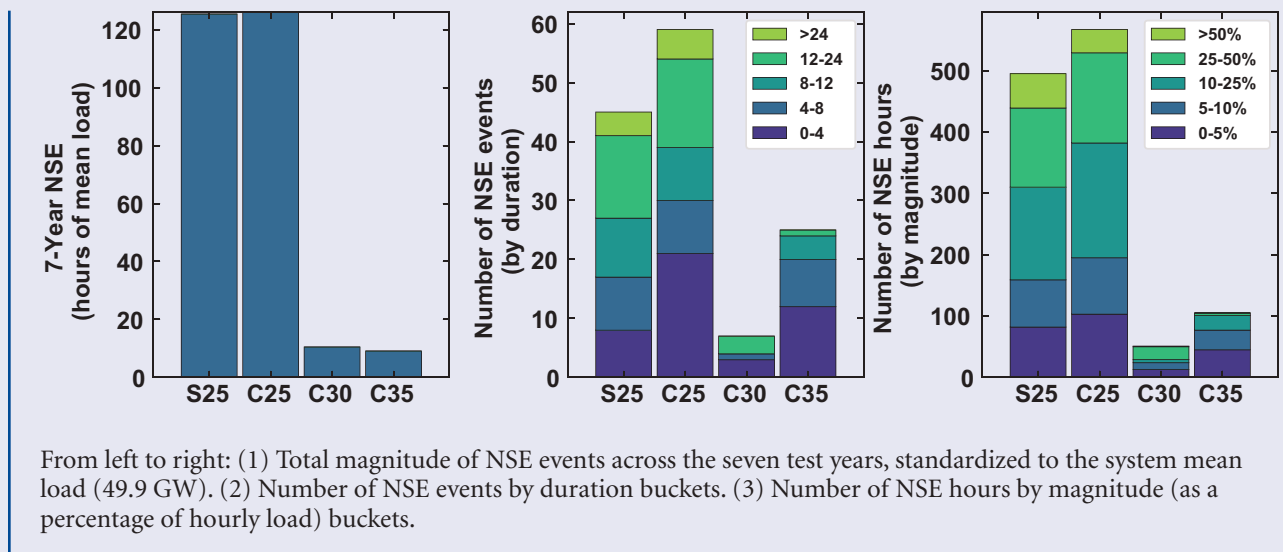 120
100
80
60
40
20
0
7-Year NSE
(hours of mean load)
S25 C25 C30 C35
60
50
40
30
20
10
0
Number of NSE events
(by duration)
>24
12-24
8-12
4-8
0-4
S25 C25 C30 C35
500
400
300
200
100
0
Number of NSE hours
(by magnitude)
>50%
25-50%
10-25%
5-10%
0-5%
S25 C25 C30 C35
From left to right: (1) Total magnitude of NSE events across the seven test years, standardized to the system mean
load (49.9 GW). (2) Number of NSE events by duration buckets. (3) Number of NSE hours by magnitude (as a
percentage of hourly load) buckets.